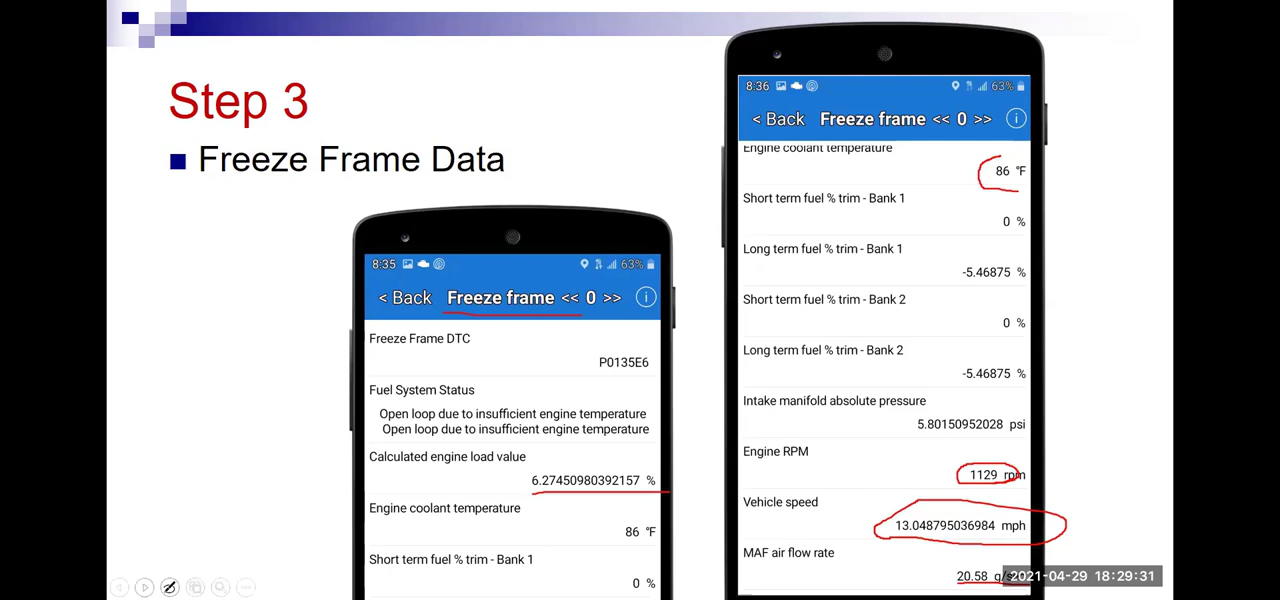 Step 3
Freeze Frame Data
8:35
63%
< Back Freeze frame << 0 >>
Freeze Frame DTC
P0135E6
Fuel System Status
Open loop due to insufficient engine temperature
Open loop due to insufficient engine temperature
Calculated engine load value
6.27450980392157 %
Engine coolant temperature
86 °F
Short term fuel % trim - Bank 1
0 %
8:36
63%
< Back Freeze frame << 0 >>
Engine coolant temperature
86 °F
Short term fuel % trim - Bank 1
0 %
Long term fuel % trim - Bank 1
-5.46875 %
Short term fuel % trim - Bank 2
0 %
Long term fuel % trim - Bank 2
-5.46875 %
Intake manifold absolute pressure
5.80150952028 psi
Engine RPM
1129 rpm
Vehicle speed
13.048795036984 mph
MAF air flow rate
20.58
2021-04-29 18:29:31